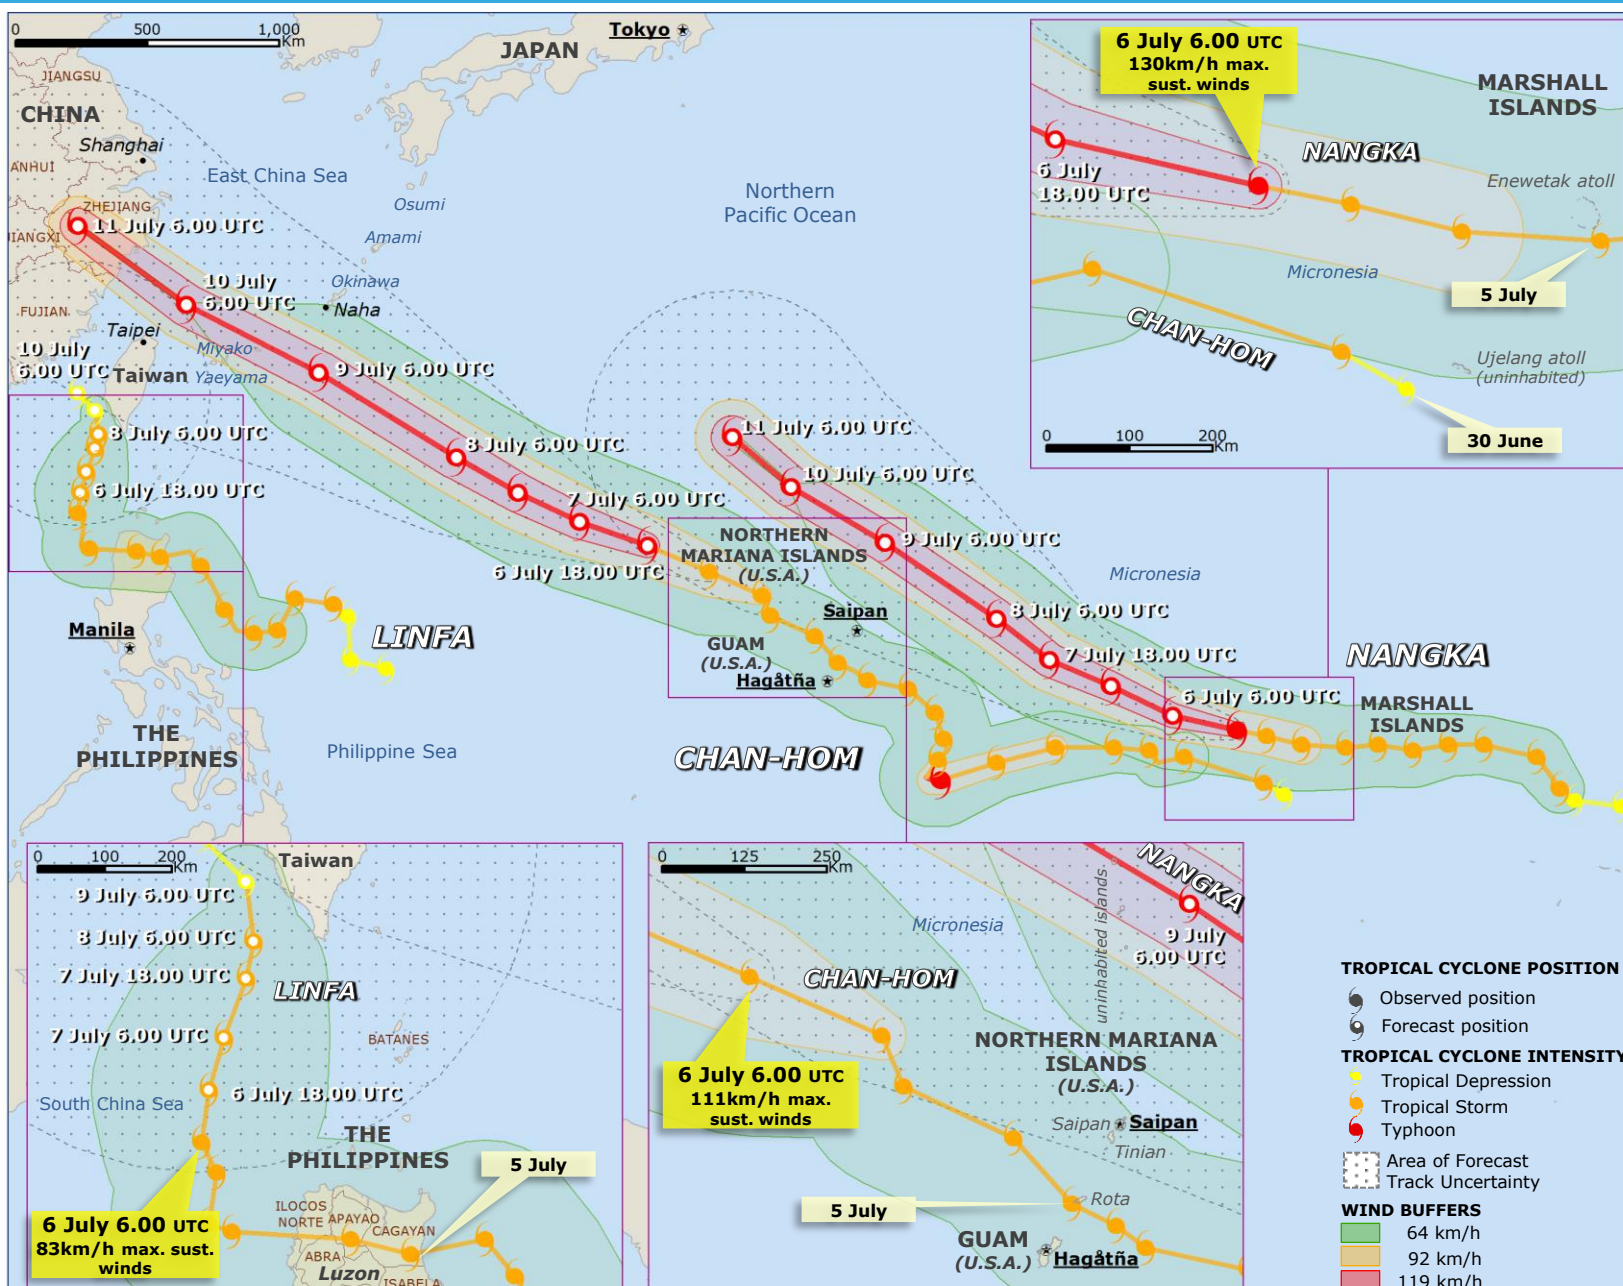 0 500 1,000
Km
Tokyo
JAPAN
JIANGSU
CHINA
Shanghai
ANHUI
East China Sea
Osumi
ZHEJIANG
11 July 6.00 UTC
JIANGXI
Amami
10 July
6.00 UTC
Okinawa
Naha
FUJIAN
Taipei
Miyako
10 July
6.00 UTC
Taiwan
Yaeyama
9 July 6.00 UTC
8 July 6.00 UTC
8 July 6.00 UTC
6 July 18.00 UTC
7 July 6.00 UTC
6 July 18.00 UTC
Northern
Pacific Ocean
11 July 6.00 UTC
10 July 6.00 UTC
9 July 6.00 UTC
NORTHERN
MARIANA ISLANDS
(U.S.A.)
Micronesia
8 July 6.00 UTC
Saipan
GUAM
(U.S.A.)
Hagåtña
7 July 18.00 UTC
6 July 6.00 UTC
NANGKA
MARSHALL
ISLANDS
Manila
LINFA
THE
PHILIPPINES
Philippine Sea
CHAN-HOM
6 July 6.00 UTC
130km/h max.
sust. winds
MARSHALL
ISLANDS
NANGKA
6 July
18.00 UTC
Enewetak atoll
Micronesia
5 July
CHAN-HOM
Ujelang atoll
(uninhabited)
30 June
0 100 200
Km
0 100 200
Km
Taiwan
9 July 6.00 UTC
8 July 6.00 UTC
7 July 18.00 UTC
LINFA
7 July 6.00 UTC
BATANES
6 July 18.00 UTC
South China Sea
THE
PHILIPPINES
5 July
ILOCOS
NORTE
APAYAO
CAGAYAN
6 July 6.00 UTC
83km/h max. sust.
winds
ABRA
Luzon
ISABELA
0 125 250
Km
NANGKA
Micronesia
uninhabited islands
9 July
6.00 UTC
CHAN-HOM
NORTHERN MARIANA
ISLANDS
(U.S.A.)
6 July 6.00 UTC
111km/h max.
sust. winds
Saipan
Saipan
Tinian
5 July
Rota
GUAM
(U.S.A.)
Hagåtña
TROPICAL CYCLONE POSITION
Observed position
Forecast position
TROPICAL CYCLONE INTENSITY
Tropical Depression
Tropical Storm
Typhoon
Area of Forecast
Track Uncertainty
WIND BUFFERS
64 km/h
92 km/h
119 km/h